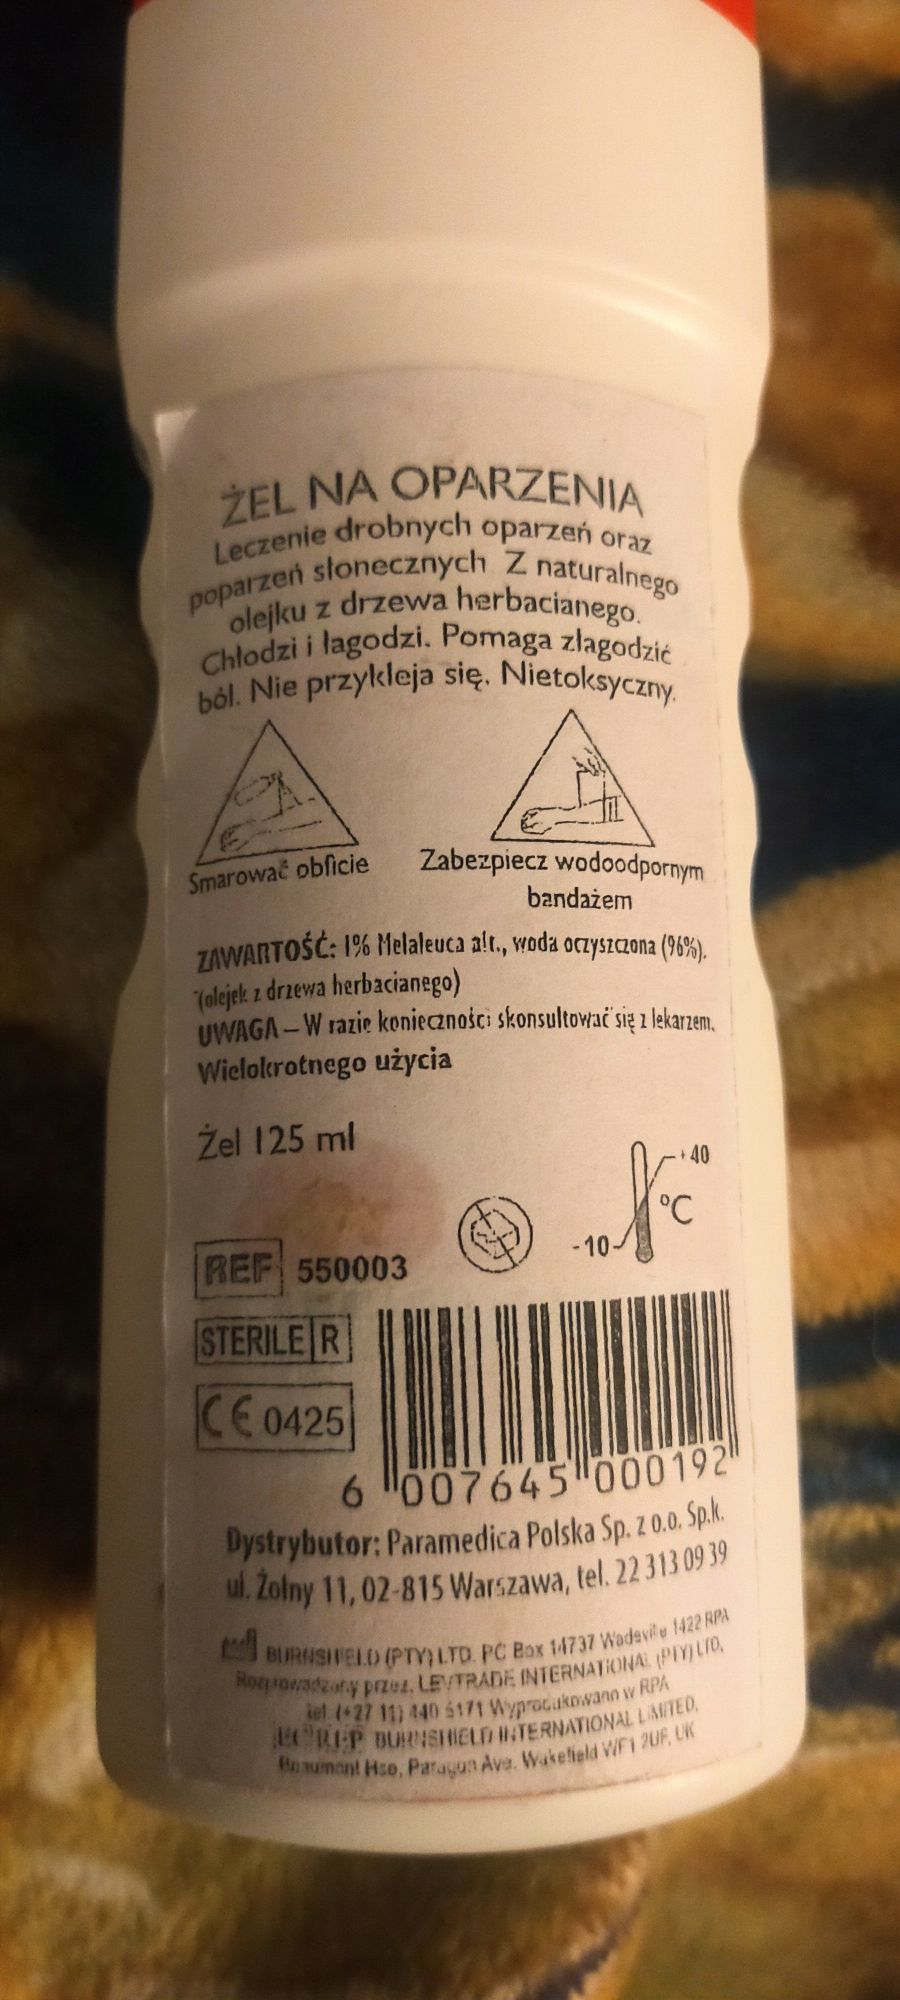 ŻEL NA OPARZENIA
Leczenie drobnych oparzeń oraz
poparzeń słonecznych Z naturalnego
olejku z drzewa herbacianego.
Chłodzi i łagodzi. Pomaga złagodzić
ból. Nie przykleja się. Nietoksyczny.
Smarować obficie
Zabezpiecz wodoodpornym
bandażem
ZAWARTOŚĆ: 1% Melaleuca alt., woda oczyszczona (96%).
(olejek z drzewa herbacianego)
UWAGA – W razie konieczności skonsultować się z lekarzem.
Wielokrotnego użycia
Żel 125 ml
+40
°C
-10
REF 550003
STERILE R
CE 0425
6 007645 000192
Dystrybutor: Paramedica Polska Sp. z o.o. Sp.k.
ul. Żołny 11, 02-815 Warszawa, tel. 22 313 09 39
BURNSHIELD (PTY) LTD. PC Box 14737 Wadeville 1422 RPA
Rozprowadzony przez. LEVTRADE INTERNATIONAL (PTY) LTD,
Tel. (+27 11) 440 5171 Wyprodukowano w RPA
BURNSHIELD INTERNATIONAL LIMITED,
Beaumont Hse, Paragon Ave. Wakefield WF1 2UF, UK